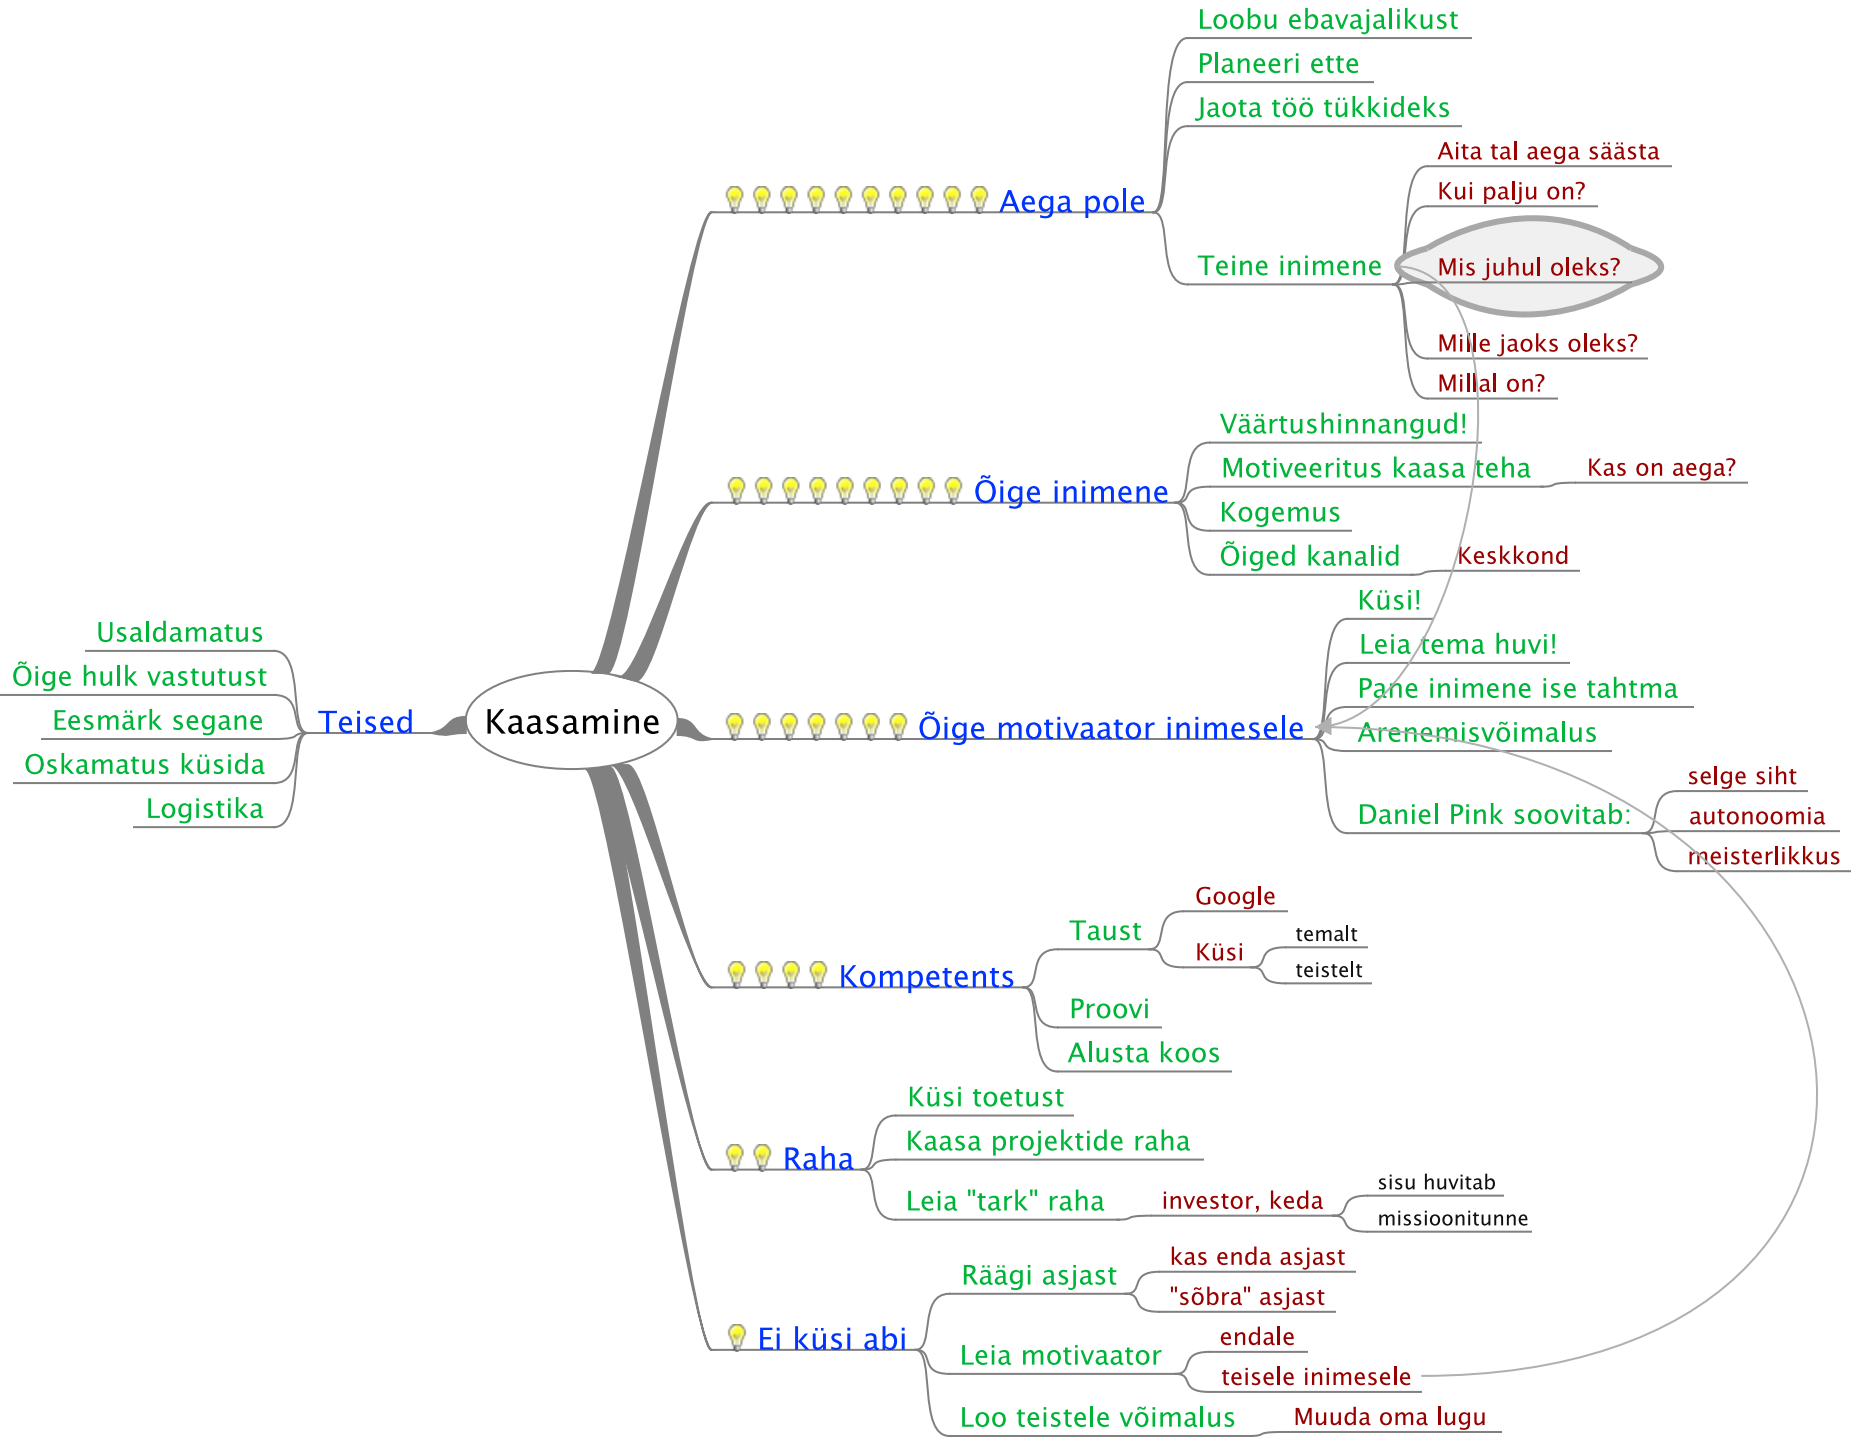 Kaasamine
Aega pole
Loobu ebavajalikust
Planeeri ette
Jaota töö tükkideks
Teine inimene
Aita tal aega säästa
Kui palju on?
Mis juhul oleks?
Mille jaoks oleks?
Millal on?
Õige inimene
Väärtushinnangud!
Motiveeritus kaasa teha
Kas on aega?
Kogemus
Õiged kanalid
Keskkond
Õige motivaator inimesele
Küsi!
Leia tema huvi!
Pane inimene ise tahtma
Arenemisvõimalus
Daniel Pink soovitab:
selge siht
autonoomia
meisterlikkus
Kompetents
Taust
Google
Küsi
temalt
teistelt
Proovi
Alusta koos
Raha
Küsi toetust
Kaasa projektide raha
Leia "tark" raha
investor, keda
sisu huvitab
missioonitunne
Ei küsi abi
Räägi asjast
kas enda asjast
"sõbra" asjast
Leia motivaator
endale
teisele inimesele
Loo teistele võimalus
Muuda oma lugu
Teised
Usaldamatus
Õige hulk vastutust
Eesmärk segane
Oskamatus küsida
Logistika